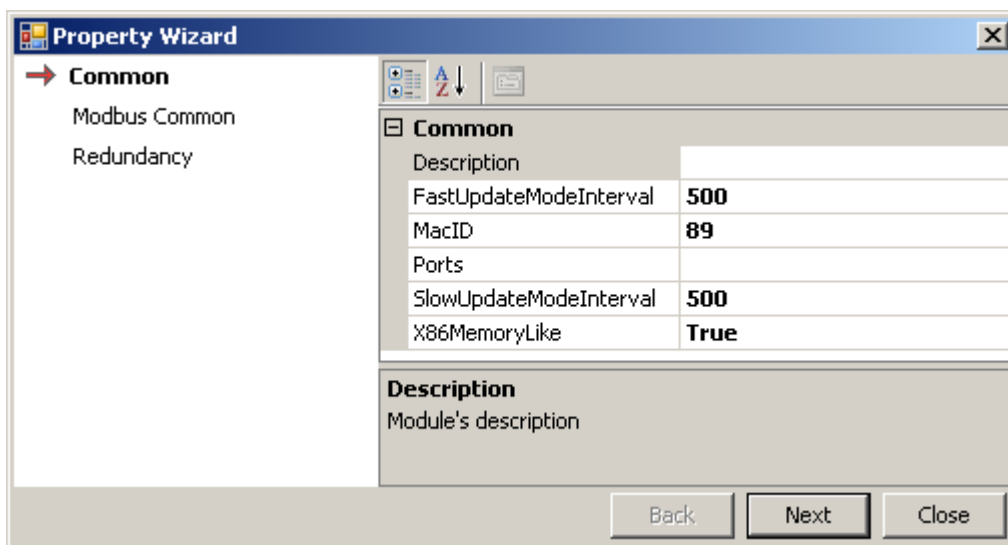 Property Wizard
Common
Modbus Common
Redundancy
Common
Description
FastUpdateModeInterval 500
MacID 89
Ports
SlowUpdateModeInterval 500
X86MemoryLike True
Description
Module's description
Back Next Close